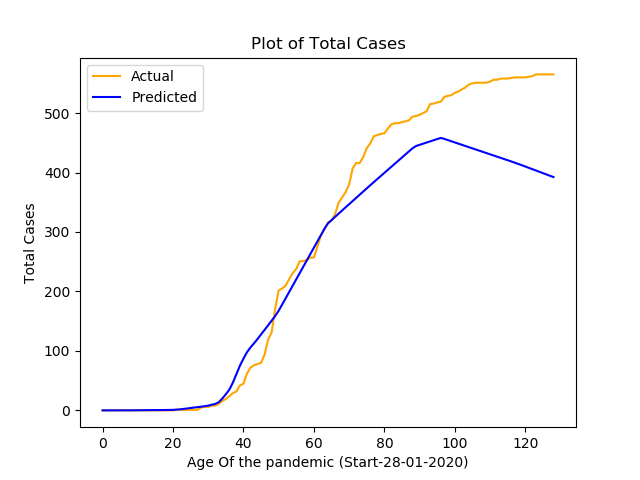 Plot of Total Cases
Actual
Predicted
500
400
300
200
100
0
Total Cases
0 20 40 60 80 100 120
Age Of the pandemic (Start-28-01-2020)